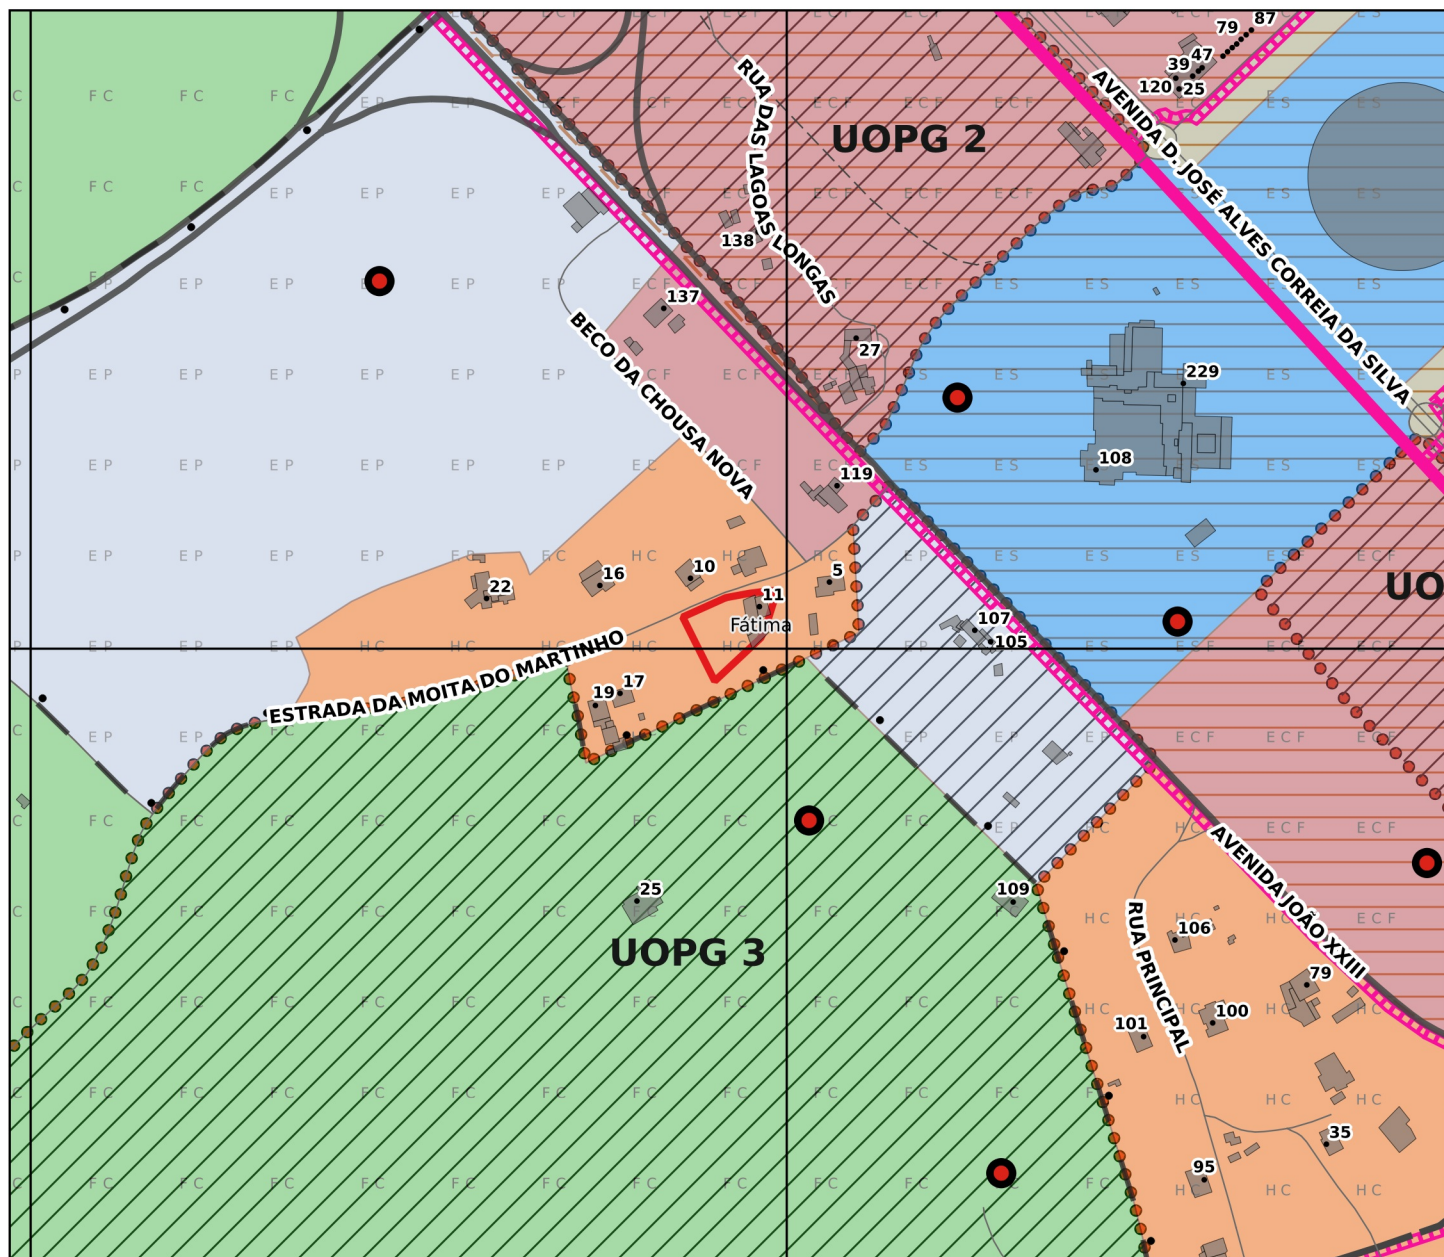 87
79
47
39
120
25
AVENIDA D. JOSÉ ALVES CORREIA DA SILVA
RUA DAS LAGOAS LONGAS
UOPG 2
138
137
27
BECO DA CHOUSA NOVA
229
108
119
UO
22
16
10
5
11
Fátima
107
105
ESTRADA DA MOITA DO MARTINHO
17
19
25
109
UOPG 3
AVENIDA JOÃO XXIII
RUA PRINCIPAL
106
79
100
101
35
95
FC
EP
ECF
ES
HC